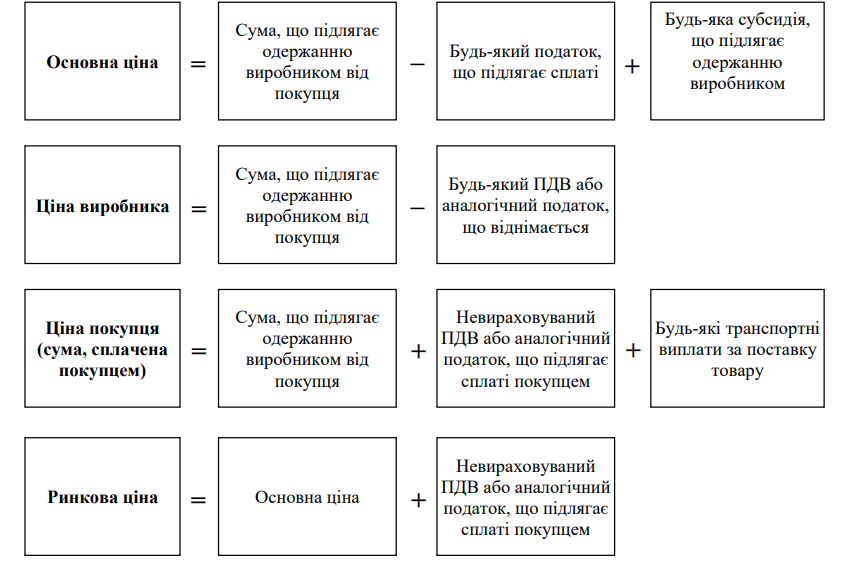 Основна ціна
=
Сума, що підлягає
одержанню
виробником від
покупця
−
Будь-який податок,
що підлягає сплаті
+
Будь-яка субсидія,
що підлягає
одержанню
виробником
Ціна виробника
=
Сума, що підлягає
одержанню
виробником від
покупця
−
Будь-який ПДВ або
аналогічний податок,
що віднімається
Ціна покупця
(сума, сплачена
покупцем)
=
Сума, що підлягає
одержанню
виробником від
покупця
+
Невираховуваний
ПДВ або аналогічний
податок, що підлягає
сплаті покупцем
+
Будь-які транспортні
виплати за поставку
товару
Ринкова ціна
=
Основна ціна
+
Невираховуваний
ПДВ або аналогічний
податок, що підлягає
сплаті покупцем